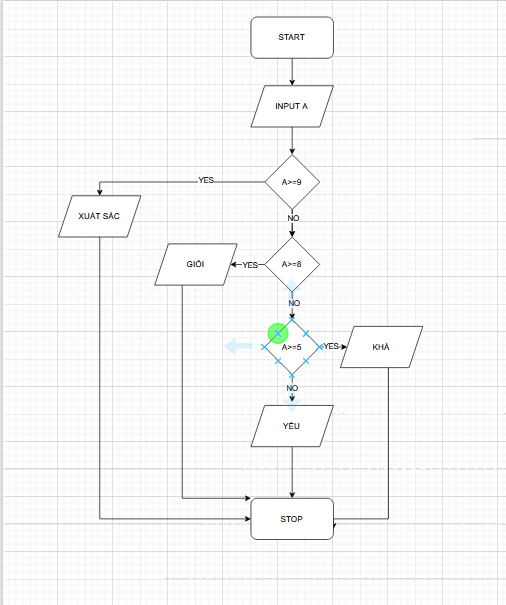 START
INPUT A
A>=9
YES
XUẤT SẮC
NO
A>=8
YES
GIỎI
NO
A>=5
YES
KHÁ
NO
YẾU
STOP